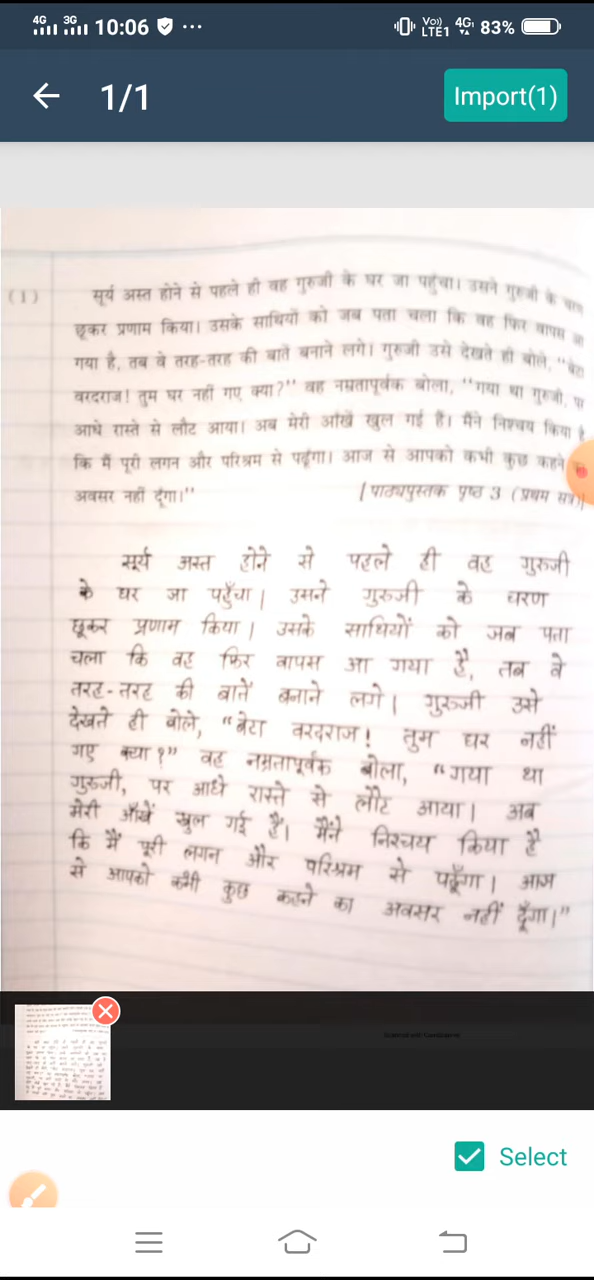 4G 3G 10:06 Vo)) LTE1 4G 83%
1/1
Import(1)
(1) सूर्य अस्त होने से पहले ही वह गुरुजी के घर जा पहुंचा। उसने गुरुजी के
छूकर प्रणाम किया। उसके साथियों को जब पता चला कि वह फिर वापस आ
गया है, तब वे तरह-तरह की बातें बनाने लगे। गुरुजी उसे देखते ही बोले, "बेटा
वरदराज! तुम घर नहीं गए क्या?" वह नम्रतापूर्वक बोला, "गया था गुरुजी, पर
आधे रास्ते से लौट आया। अब मेरी आँखें खुल गई हैं। मैंने निश्चय किया है
कि मैं पूरी लगन और परिश्रम से पढ़ूंगा। आज से आपको कभी कुछ कहने
अवसर नहीं दूंगा।" [पाठ्यपुस्तक पृष्ठ 3 (प्रथम सत्र)]
सूर्य अस्त होने से पहले ही वह गुरुजी
के घर जा पहुँचा। उसने गुरुजी के चरण
छूकर प्रणाम किया। उसके साथियों को जब पता
चला कि वह फिर वापस आ गया है, तब वे
तरह-तरह की बातें बनाने लगे। गुरुजी उसे
देखते ही बोले, "बेटा वरदराज! तुम घर नहीं
गए क्या?" वह नम्रतापूर्वक बोला, "गया था
गुरुजी, पर आधे रास्ते से लौट आया। अब
मेरी आँखें खुल गई हैं। मैंने निश्चय किया है
कि मैं पूरी लगन और परिश्रम से पढ़ूँगा। आज
से आपको कभी कुछ कहने का अवसर नहीं दूँगा।"
Select